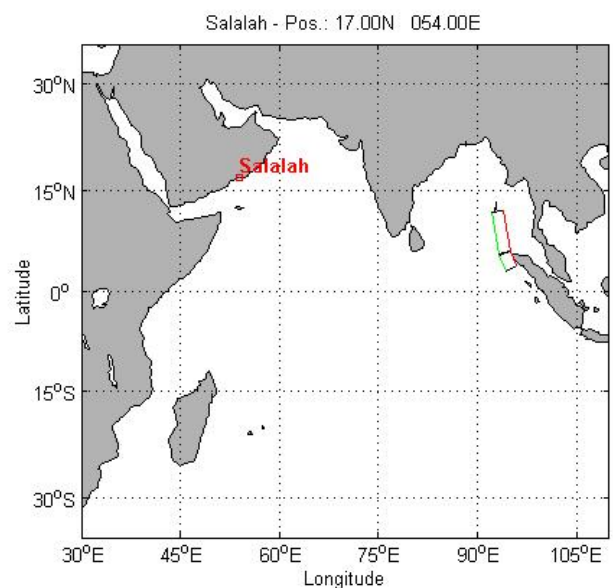 Salalah - Pos.: 17.00N   054.00E
30°N
Salalah
15°N
Latitude
0°
15°S
30°S
30°E 45°E 60°E 75°E 90°E 105°E
Longitude